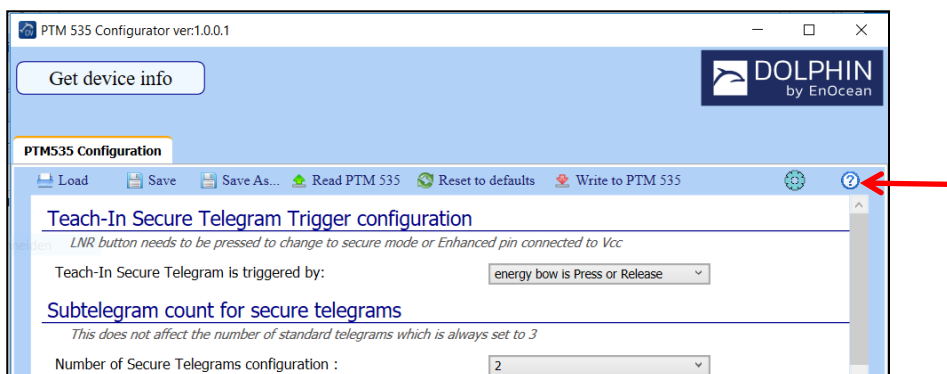 PTM 535 Configurator ver:1.0.0.1
Get device info
DOLPHIN
by EnOcean
PTM535 Configuration
Load Save Save As... Read PTM 535 Reset to defaults Write to PTM 535
Teach-In Secure Telegram Trigger configuration
LNR button needs to be pressed to change to secure mode or Enhanced pin connected to Vcc
Teach-In Secure Telegram is triggered by: energy bow is Press or Release
Subtelegram count for secure telegrams
This does not affect the number of standard telegrams which is always set to 3
Number of Secure Telegrams configuration : 2